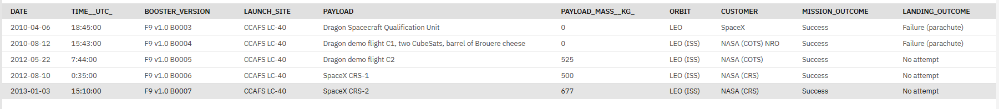 DATE TIME__UTC_ BOOSTER_VERSION LAUNCH_SITE PAYLOAD PAYLOAD_MASS__KG_ ORBIT CUSTOMER MISSION_OUTCOME LANDING_OUTCOME
2010-04-06 18:45:00 F9 v1.0 B0003 CCAFS LC-40 Dragon Spacecraft Qualification Unit 0 LEO SpaceX Success Failure (parachute)
2010-08-12 15:43:00 F9 v1.0 B0004 CCAFS LC-40 Dragon demo flight C1, two CubeSats, barrel of Brouere cheese 0 LEO (ISS) NASA (COTS) NRO Success Failure (parachute)
2012-05-22 7:44:00 F9 v1.0 B0005 CCAFS LC-40 Dragon demo flight C2 525 LEO (ISS) NASA (COTS) Success No attempt
2012-08-10 0:35:00 F9 v1.0 B0006 CCAFS LC-40 SpaceX CRS-1 500 LEO (ISS) NASA (CRS) Success No attempt
2013-01-03 15:10:00 F9 v1.0 B0007 CCAFS LC-40 SpaceX CRS-2 677 LEO (ISS) NASA (CRS) Success No attempt